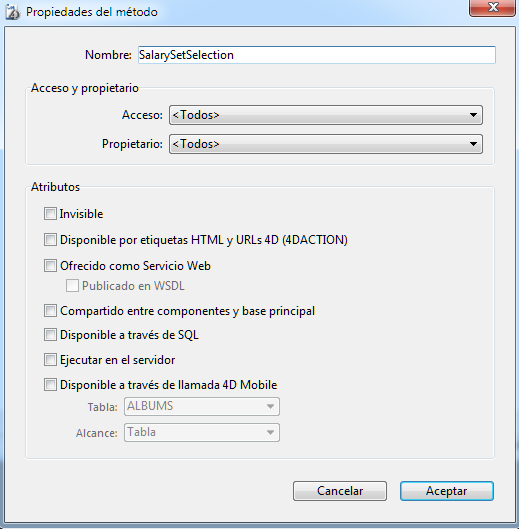 Propiedades del método
Nombre: SalarySetSelection
Acceso y propietario
Acceso: <Todos>
Propietario: <Todos>
Atributos
Invisible
Disponible por etiquetas HTML y URLs 4D (4DACTION)
Ofrecido como Servicio Web
Publicado en WSDL
Compartido entre componentes y base principal
Disponible a través de SQL
Ejecutar en el servidor
Disponible a través de llamada 4D Mobile
Tabla: ALBUMS
Alcance: Tabla
Cancelar Aceptar